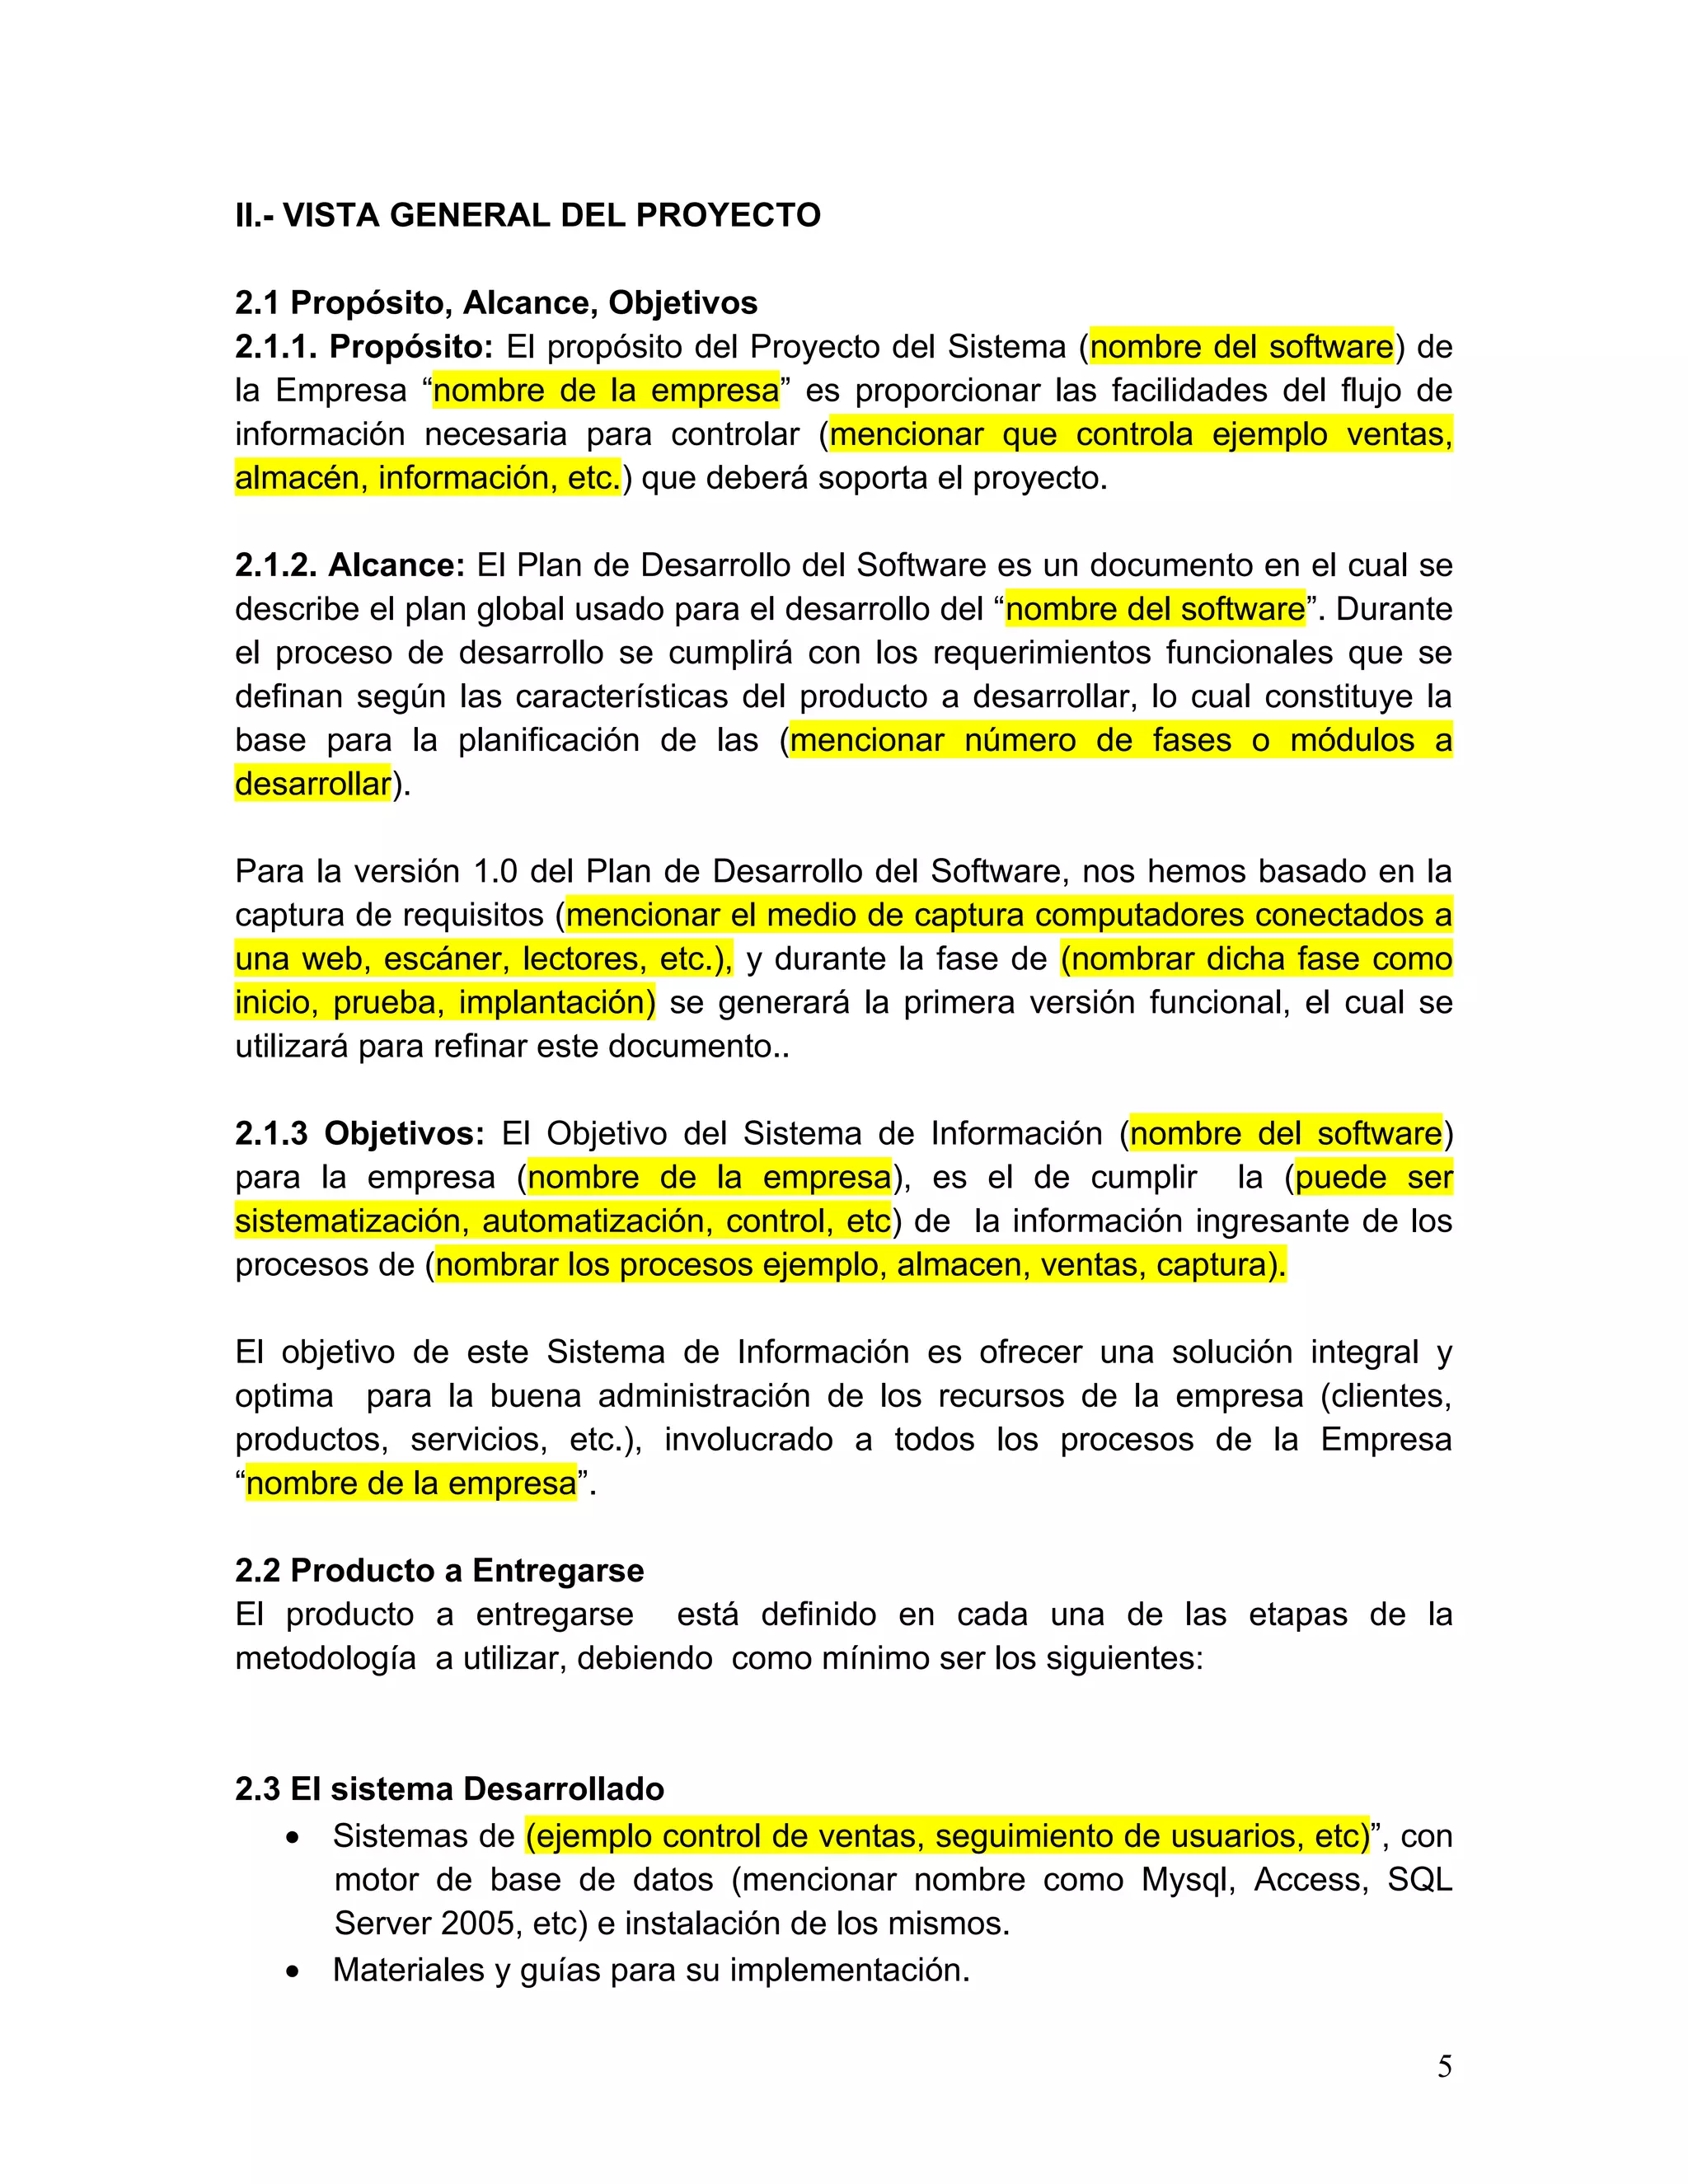 II.- VISTA GENERAL DEL PROYECTO
2.1 Propósito, Alcance, Objetivos
2.1.1. Propósito: El propósito del Proyecto del Sistema (nombre del software) de
la Empresa “nombre de la empresa” es proporcionar las facilidades del flujo de
información necesaria para controlar (mencionar que controla ejemplo ventas,
almacén, información, etc.) que deberá soporta el proyecto.
2.1.2. Alcance: El Plan de Desarrollo del Software es un documento en el cual se
describe el plan global usado para el desarrollo del “nombre del software”. Durante
el proceso de desarrollo se cumplirá con los requerimientos funcionales que se
definan según las características del producto a desarrollar, lo cual constituye la
base para la planificación de las (mencionar número de fases o módulos a
desarrollar).
Para la versión 1.0 del Plan de Desarrollo del Software, nos hemos basado en la
captura de requisitos (mencionar el medio de captura computadores conectados a
una web, escáner, lectores, etc.), y durante la fase de (nombrar dicha fase como
inicio, prueba, implantación) se generará la primera versión funcional, el cual se
utilizará para refinar este documento..
2.1.3 Objetivos: El Objetivo del Sistema de Información (nombre del software)
para la empresa (nombre de la empresa), es el de cumplir la (puede ser
sistematización, automatización, control, etc) de la información ingresante de los
procesos de (nombrar los procesos ejemplo, almacen, ventas, captura).
El objetivo de este Sistema de Información es ofrecer una solución integral y
optima para la buena administración de los recursos de la empresa (clientes,
productos, servicios, etc.), involucrado a todos los procesos de la Empresa
“nombre de la empresa”.
2.2 Producto a Entregarse
El producto a entregarse está definido en cada una de las etapas de la
metodología a utilizar, debiendo como mínimo ser los siguientes:
2.3 El sistema Desarrollado
• Sistemas de (ejemplo control de ventas, seguimiento de usuarios, etc)”, con
motor de base de datos (mencionar nombre como Mysql, Access, SQL
Server 2005, etc) e instalación de los mismos.
• Materiales y guías para su implementación.
5